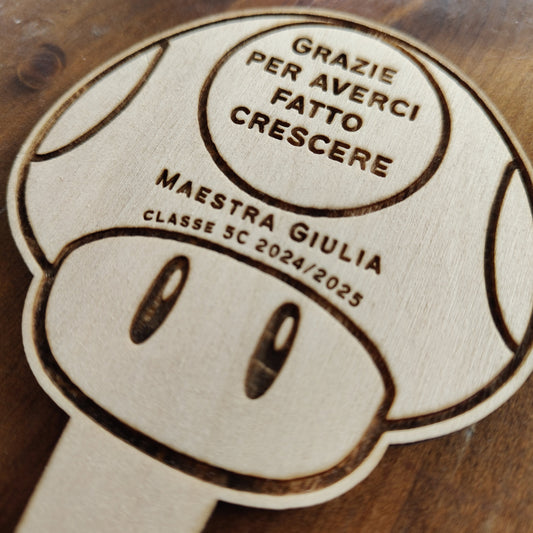 Grazie
per averci
fatto
crescere
Maestra Giulia
classe 5C 2024/2025